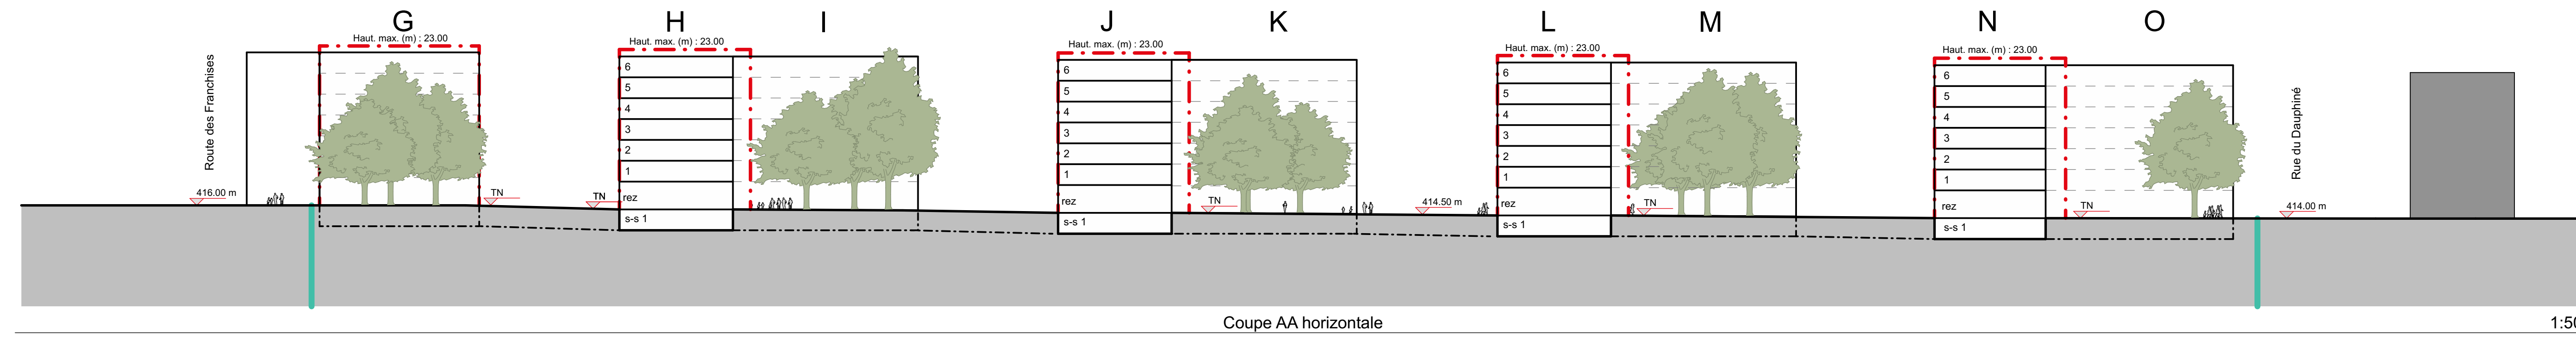 G
H
I
J
K
L
M
N
O
Haut. max. (m) : 23.00
Haut. max. (m) : 23.00
Haut. max. (m) : 23.00
Haut. max. (m) : 23.00
Haut. max. (m) : 23.00
Route des Franchises
416.00 m
TN
TN
6
5
4
3
2
1
rez
s-s 1
6
5
4
3
2
1
rez
s-s 1
TN
414.50 m
6
5
4
3
2
1
rez
s-s 1
TN
6
5
4
3
2
1
rez
s-s 1
TN
Rue du Dauphiné
414.00 m
Coupe AA horizontale